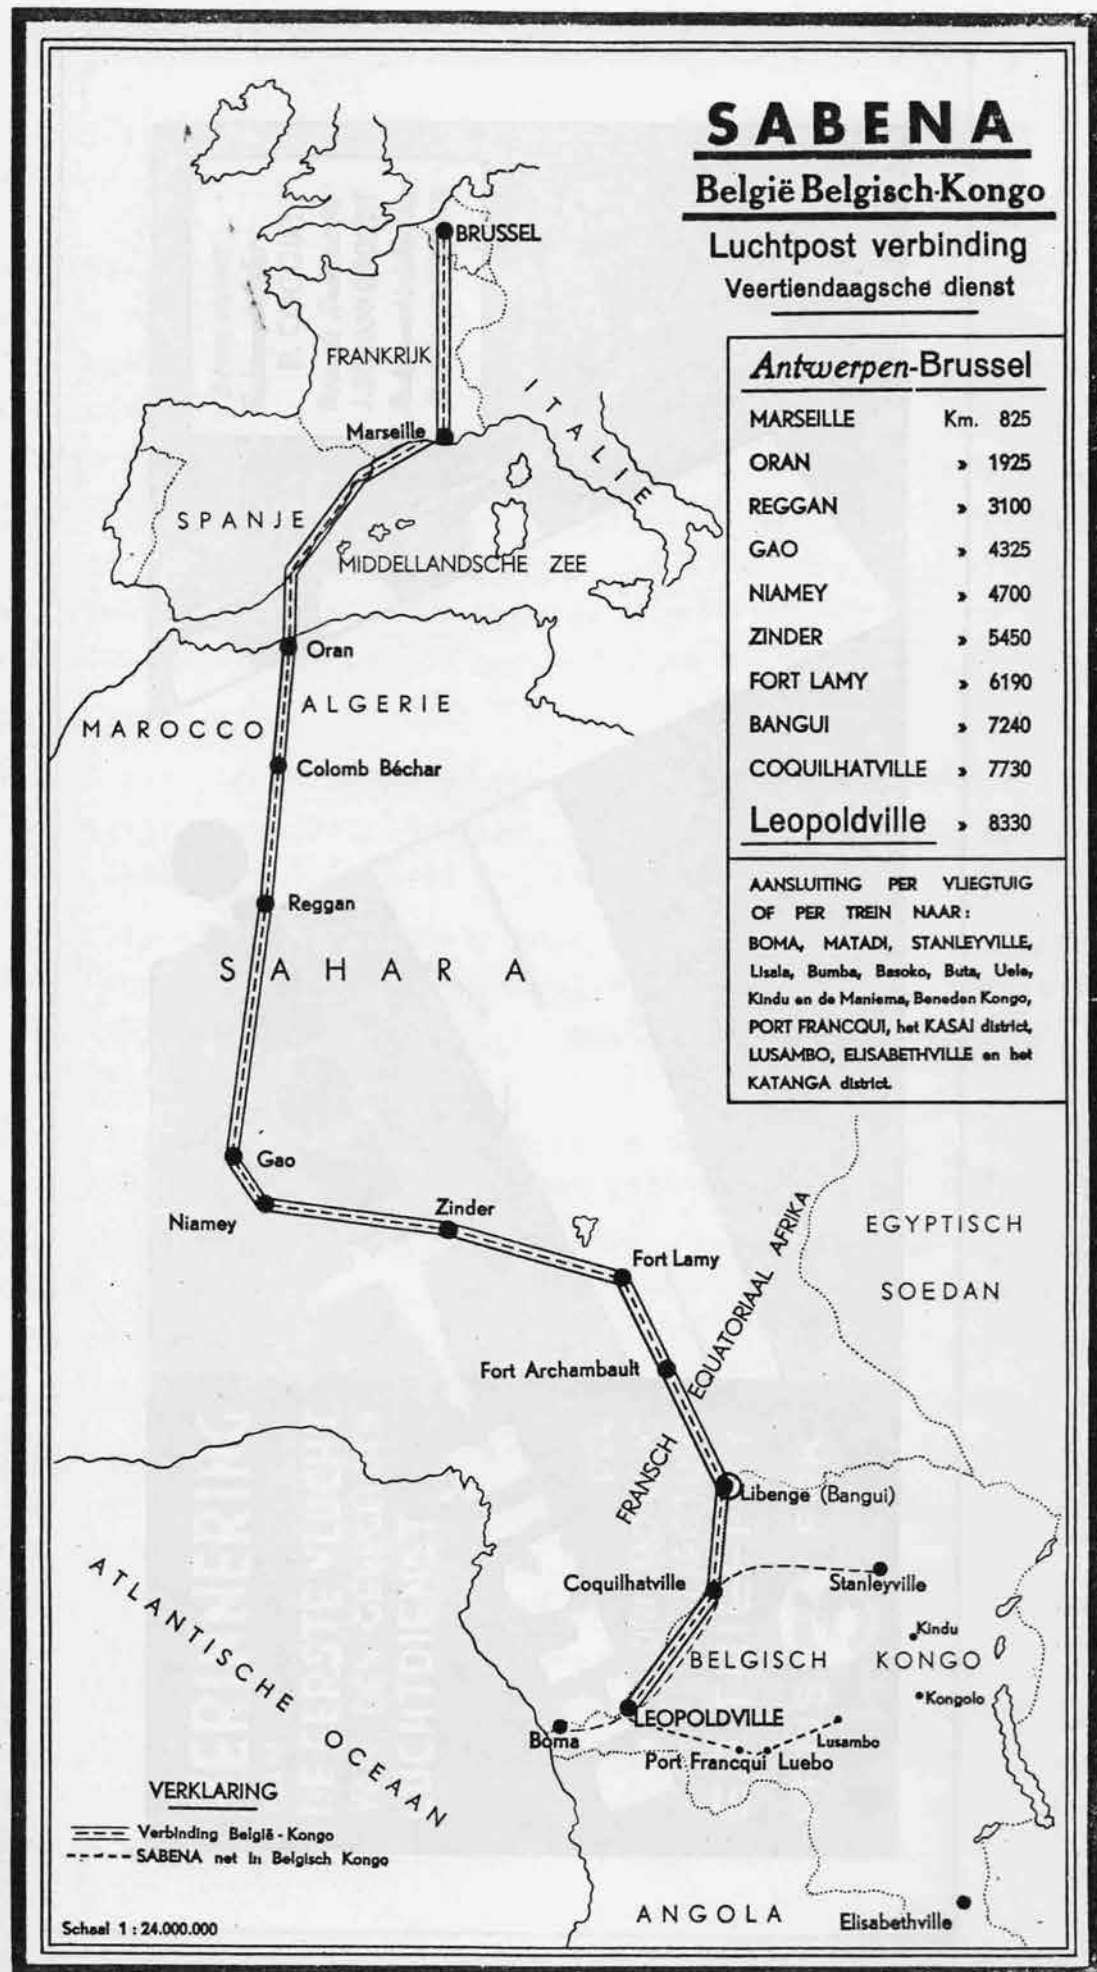 SABENA
België Belgisch-Kongo
Luchtpost verbinding
Veertiendaagsche dienst
Antwerpen-Brussel
MARSEILLE Km. 825
ORAN » 1925
REGGAN » 3100
GAO » 4325
NIAMEY » 4700
ZINDER » 5450
FORT LAMY » 6190
BANGUI » 7240
COQUILHATVILLE » 7730
Leopoldville » 8330
AANSLUITING PER VLIEGTUIG
OF PER TREIN NAAR:
BOMA, MATADI, STANLEYVILLE,
Lisala, Bumba, Basoko, Buta, Uele,
Kindu en de Maniema, Beneden Kongo,
PORT FRANCQUI, het KASAI district,
LUSAMBO, ELISABETHVILLE en het
KATANGA district.
BRUSSEL
FRANKRIJK
ITALIE
Marseille
SPANJE
MIDDELLANDSCHE ZEE
Oran
ALGERIE
MAROCCO
Colomb Béchar
Reggan
SAHARA
Gao
Niamey
Zinder
Fort Lamy
EGYPTISCH
SOEDAN
Fort Archambault
FRANSCH EQUATORIAAL AFRIKA
Libenge (Bangui)
Coquilhatville
Stanleyville
Kindu
BELGISCH KONGO
Kongolo
LEOPOLDVILLE
Boma
Lusambo
Port Francqui Luebo
ATLANTISCHE OCEAAN
VERKLARING
Verbinding België - Kongo
SABENA net in Belgisch Kongo
ANGOLA
Elisabethville
Schaal 1 : 24.000.000